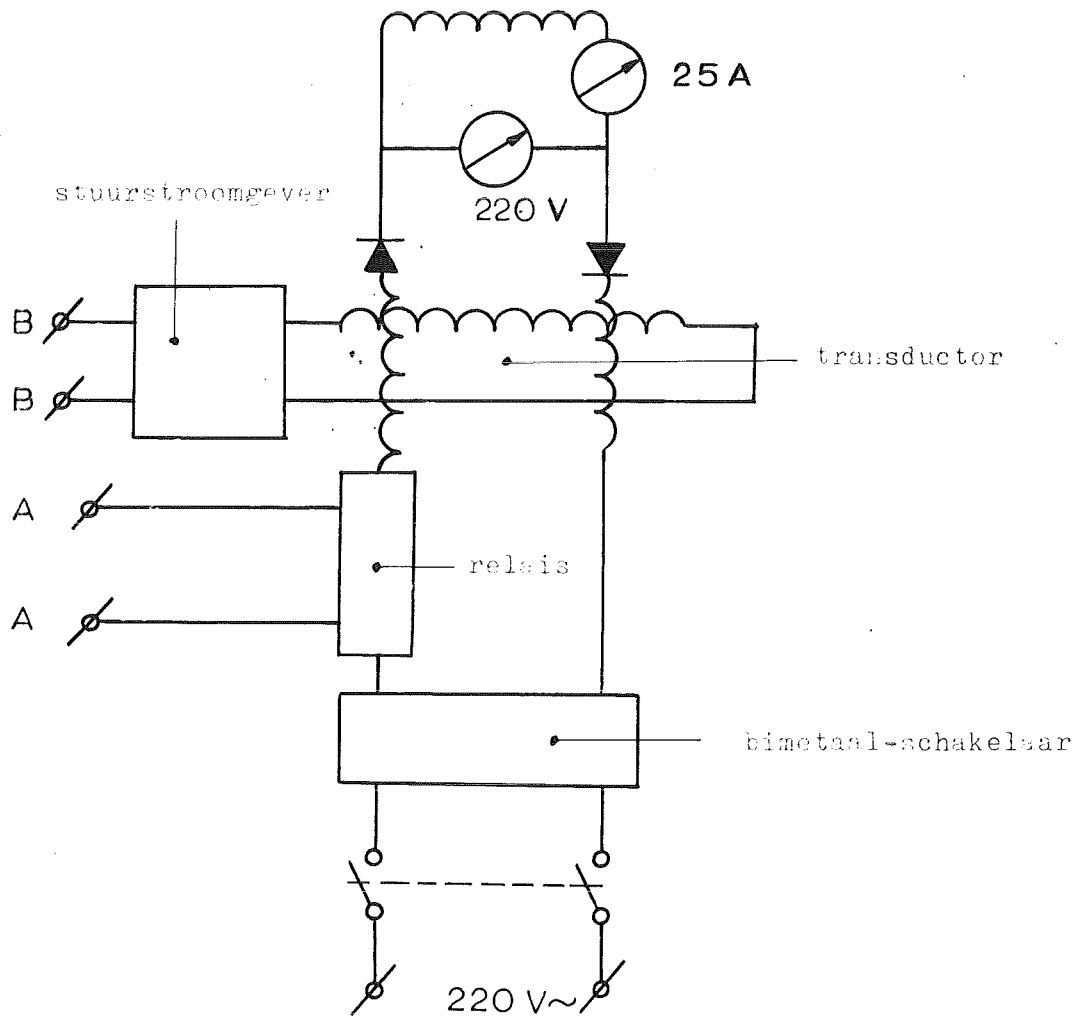 25 A
220 V
stuurstroomgever
B
transductor
B
A
relais
A
bimetaal-schakelaar
220 V~